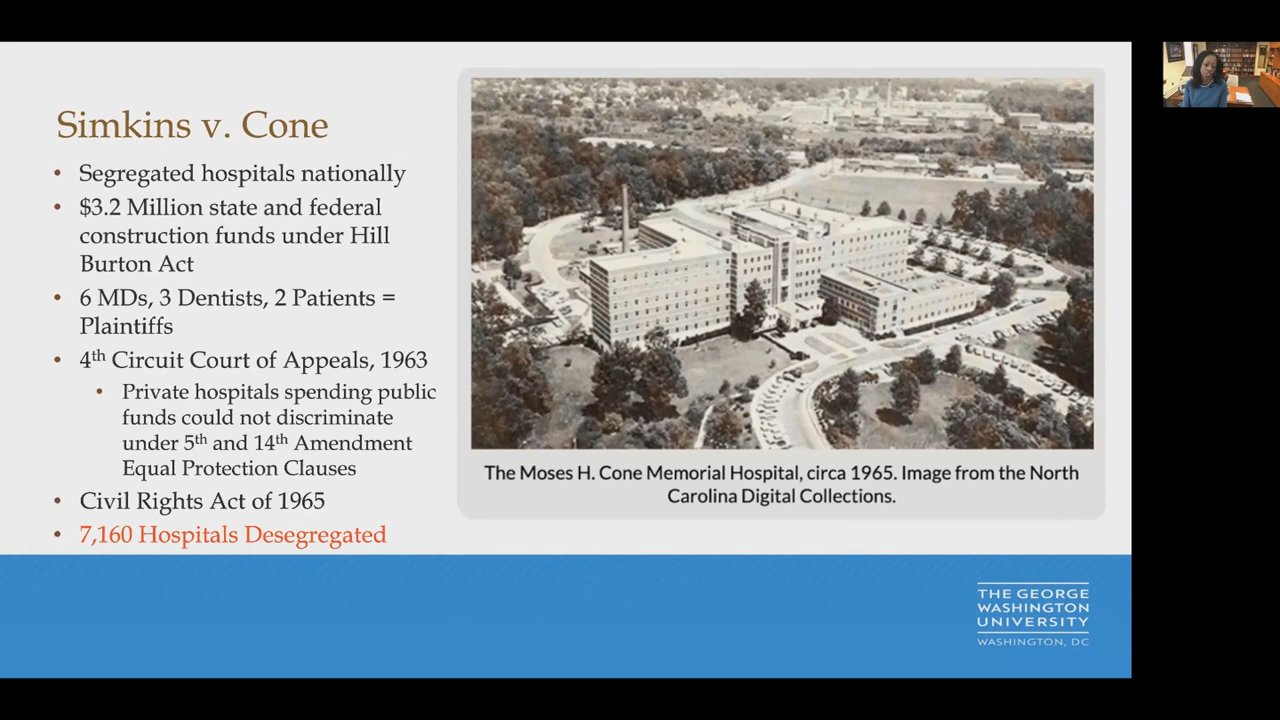 Simkins v. Cone
• Segregated hospitals nationally
• $3.2 Million state and federal
construction funds under Hill
Burton Act
• 6 MDs, 3 Dentists, 2 Patients =
Plaintiffs
• 4th Circuit Court of Appeals, 1963
• Private hospitals spending public
funds could not discriminate
under 5th and 14th Amendment
Equal Protection Clauses
• Civil Rights Act of 1965
• 7,160 Hospitals Desegregated
The Moses H. Cone Memorial Hospital, circa 1965. Image from the North
Carolina Digital Collections.
THE GEORGE
WASHINGTON
UNIVERSITY
WASHINGTON, DC